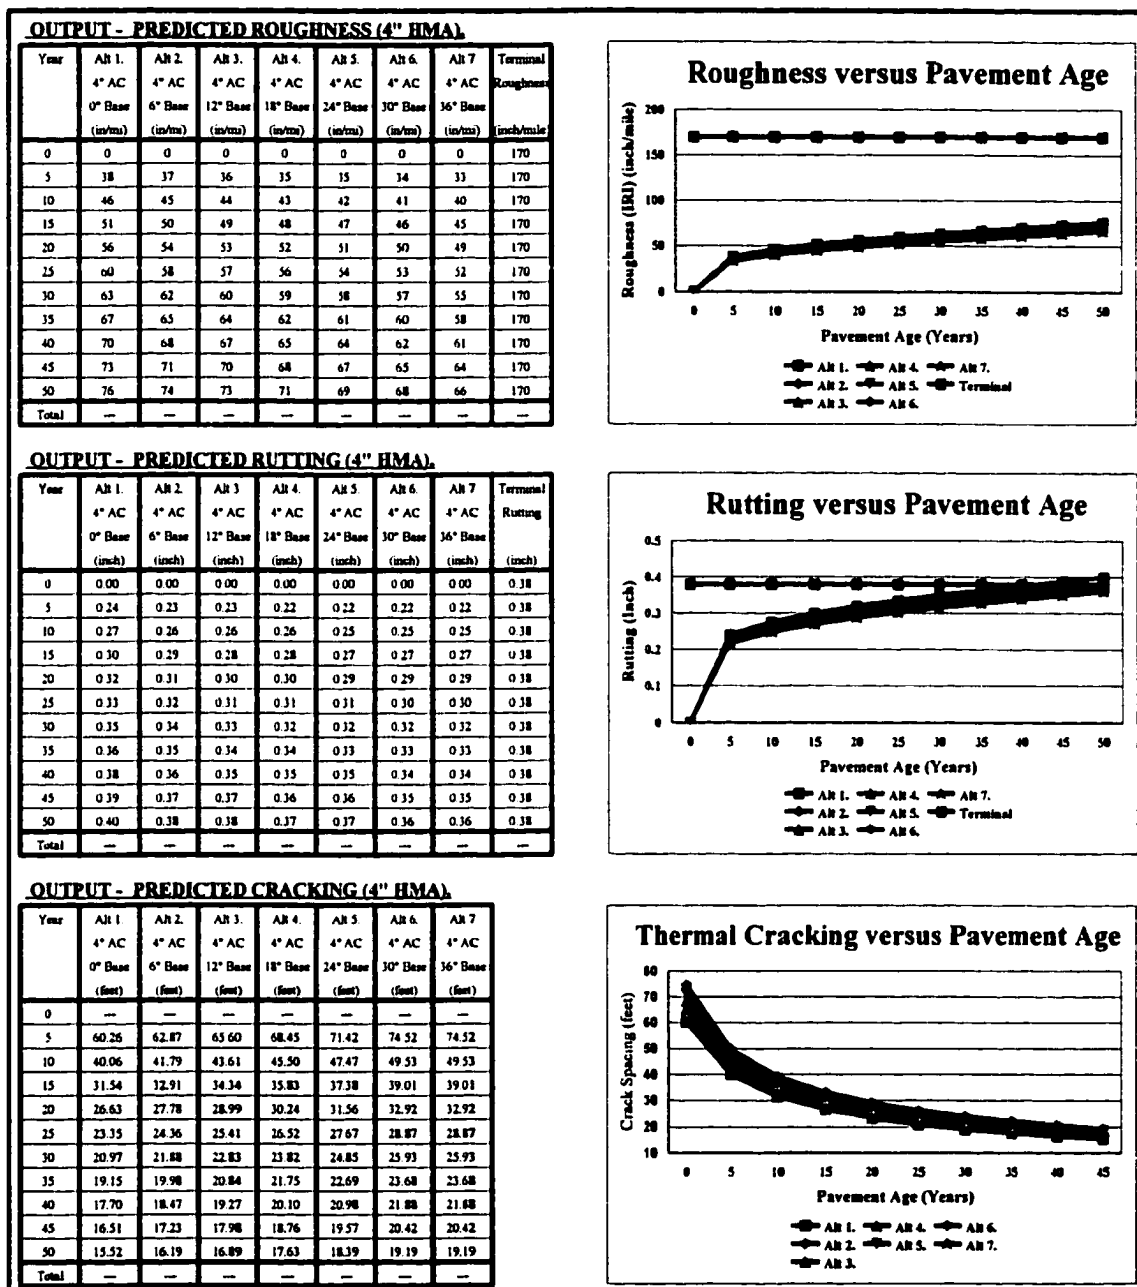 OUTPUT - PREDICTED ROUGHNESS (4" HMA).
Year Alt 1. Alt 2. Alt 3. Alt 4. Alt 5. Alt 6. Alt 7 Terminal
4" AC 4" AC 4" AC 4" AC 4" AC 4" AC 4" AC Roughness
0" Base 6" Base 12" Base 18" Base 24" Base 30" Base 36" Base
(in/mi) (in/mi) (in/mi) (in/mi) (in/mi) (in/mi) (in/mi) (inch/mile)
0 0 0 0 0 0 0 0 170
5 38 37 36 35 35 34 33 170
10 46 45 44 43 42 41 40 170
15 51 50 49 48 47 46 45 170
20 56 54 53 52 51 50 49 170
25 60 58 57 56 54 53 52 170
30 63 62 60 59 58 57 55 170
35 67 65 64 62 61 60 58 170
40 70 68 67 65 64 62 61 170
45 73 71 70 68 67 65 64 170
50 76 74 73 71 69 68 66 170
Total --- --- --- --- --- --- --- ---
Roughness versus Pavement Age
Roughness (IRI) (inch/mile)
200
150
100
50
0
0 5 10 15 20 25 30 35 40 45 50
Pavement Age (Years)
Alt 1. Alt 4. Alt 7.
Alt 2. Alt 5. Terminal
Alt 3. Alt 6.
OUTPUT - PREDICTED RUTTING (4" HMA).
Year Alt 1. Alt 2. Alt 3 Alt 4. Alt 5. Alt 6. Alt 7 Terminal
4" AC 4" AC 4" AC 4" AC 4" AC 4" AC 4" AC Rutting
0" Base 6" Base 12" Base 18" Base 24" Base 30" Base 36" Base
(inch) (inch) (inch) (inch) (inch) (inch) (inch) (inch)
0 0.00 0.00 0.00 0.00 0.00 0.00 0.00 0.38
5 0.24 0.23 0.23 0.22 0.22 0.22 0.22 0.38
10 0.27 0.26 0.26 0.26 0.25 0.25 0.25 0.38
15 0.30 0.29 0.28 0.28 0.27 0.27 0.27 0.38
20 0.32 0.31 0.30 0.30 0.29 0.29 0.29 0.38
25 0.33 0.32 0.31 0.31 0.31 0.30 0.30 0.38
30 0.35 0.34 0.33 0.32 0.32 0.32 0.32 0.38
35 0.36 0.35 0.34 0.34 0.33 0.33 0.33 0.38
40 0.38 0.36 0.35 0.35 0.35 0.34 0.34 0.38
45 0.39 0.37 0.37 0.36 0.36 0.35 0.35 0.38
50 0.40 0.38 0.38 0.37 0.37 0.36 0.36 0.38
Total --- --- --- --- --- --- --- ---
Rutting versus Pavement Age
Rutting (Inch)
0.5
0.4
0.3
0.2
0.1
0
0 5 10 15 20 25 30 35 40 45 50
Pavement Age (Years)
Alt 1. Alt 4. Alt 7.
Alt 2. Alt 5. Terminal
Alt 3. Alt 6.
OUTPUT - PREDICTED CRACKING (4" HMA).
Year Alt 1 Alt 2. Alt 3. Alt 4. Alt 5. Alt 6. Alt 7
4" AC 4" AC 4" AC 4" AC 4" AC 4" AC 4" AC
0" Base 6" Base 12" Base 18" Base 24" Base 30" Base 36" Base
(feet) (feet) (feet) (feet) (feet) (feet) (feet)
0 --- --- --- --- --- --- ---
5 60.26 62.87 65.60 68.45 71.42 74.52 74.52
10 40.06 41.79 43.61 45.50 47.47 49.53 49.53
15 31.54 32.91 34.34 35.83 37.38 39.01 39.01
20 26.63 27.78 28.99 30.24 31.56 32.92 32.92
25 23.35 24.36 25.41 26.52 27.67 28.87 28.87
30 20.97 21.88 22.83 23.82 24.85 25.93 25.93
35 19.15 19.98 20.84 21.75 22.69 23.68 23.68
40 17.70 18.47 19.27 20.10 20.98 21.88 21.88
45 16.51 17.23 17.98 18.76 19.57 20.42 20.42
50 15.52 16.19 16.89 17.63 18.39 19.19 19.19
Total --- --- --- --- --- --- ---
Thermal Cracking versus Pavement Age
Crack Spacing (feet)
80
70
60
50
40
30
20
10
0 5 10 15 20 25 30 35 40 45
Pavement Age (Years)
Alt 1. Alt 4. Alt 6.
Alt 2. Alt 5. Alt 7.
Alt 3.